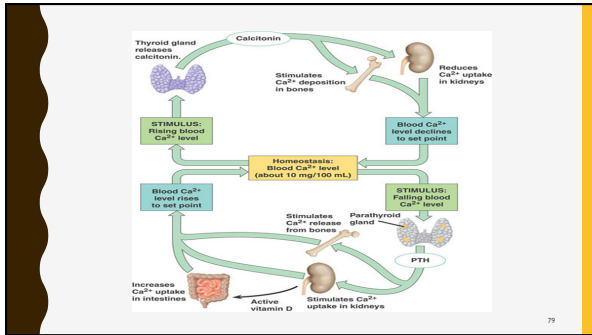 Calcitonin
Thyroid gland
releases
calcitonin.
Stimulates
Ca²⁺ deposition
in bones
Reduces
Ca²⁺ uptake
in kidneys
STIMULUS:
Rising blood
Ca²⁺ level
Blood Ca²⁺
level declines
to set point
Homeostasis:
Blood Ca²⁺ level
(about 10 mg/100 mL)
Blood Ca²⁺
level rises
to set point
STIMULUS:
Falling blood
Ca²⁺ level
Stimulates
Ca²⁺ release
from bones
Parathyroid
gland
PTH
Increases
Ca²⁺ uptake
in intestines
Active
vitamin D
Stimulates Ca²⁺
uptake in kidneys
79